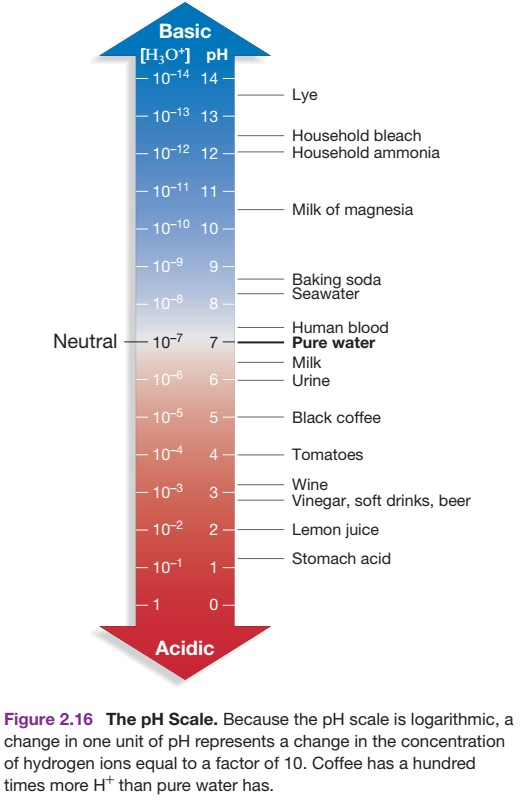 Basic
[H₃O⁺] pH
10⁻¹⁴ 14
Lye
10⁻¹³ 13
Household bleach
10⁻¹² 12 Household ammonia
10⁻¹¹ 11
Milk of magnesia
10⁻¹⁰ 10
10⁻⁹ 9
Baking soda
Seawater
10⁻⁸ 8
Human blood
Neutral 10⁻⁷ 7 Pure water
Milk
10⁻⁶ 6 Urine
10⁻⁵ 5 Black coffee
10⁻⁴ 4 Tomatoes
Wine
10⁻³ 3
Vinegar, soft drinks, beer
10⁻² 2 Lemon juice
Stomach acid
10⁻¹ 1
1 0
Acidic
Figure 2.16 The pH Scale. Because the pH scale is logarithmic, a
change in one unit of pH represents a change in the concentration
of hydrogen ions equal to a factor of 10. Coffee has a hundred
times more H⁺ than pure water has.